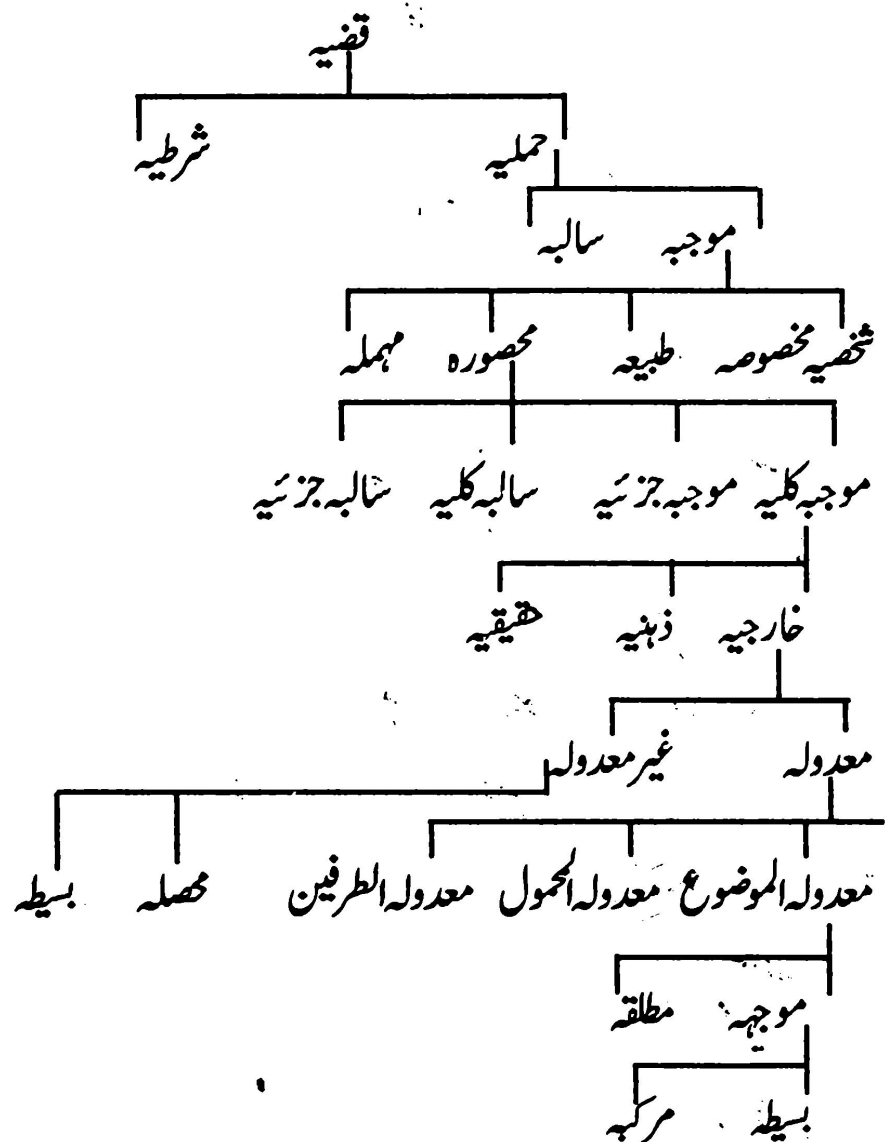 قضیہ
حملیہ شرطیہ
موجبہ سالبہ
شخصیہ مخصوصہ طبیعہ محصورہ مہملہ
موجبہ کلیہ موجبہ جزئیہ سالبہ کلیہ سالبہ جزئیہ
خارجیہ ذہنیہ حقیقیہ
معدولہ غیر معدولہ
معدولہ الموضوع معدولہ المحمول معدولہ الطرفین محصلہ بسیطہ
موجہہ مطلقہ
بسیطہ مرکبہ